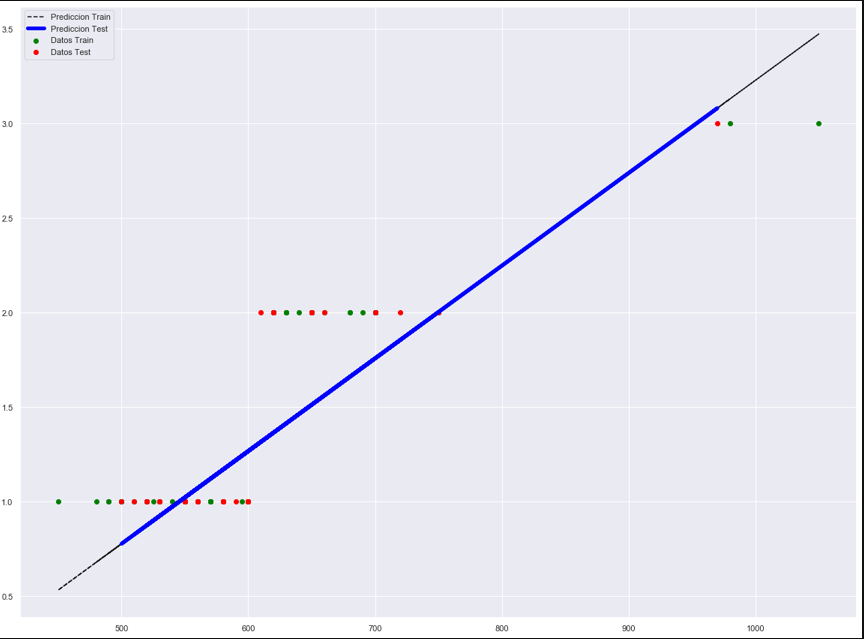 Prediccion Train
Prediccion Test
Datos Train
Datos Test
3.5
3.0
2.5
2.0
1.5
1.0
0.5
500 600 700 800 900 1000